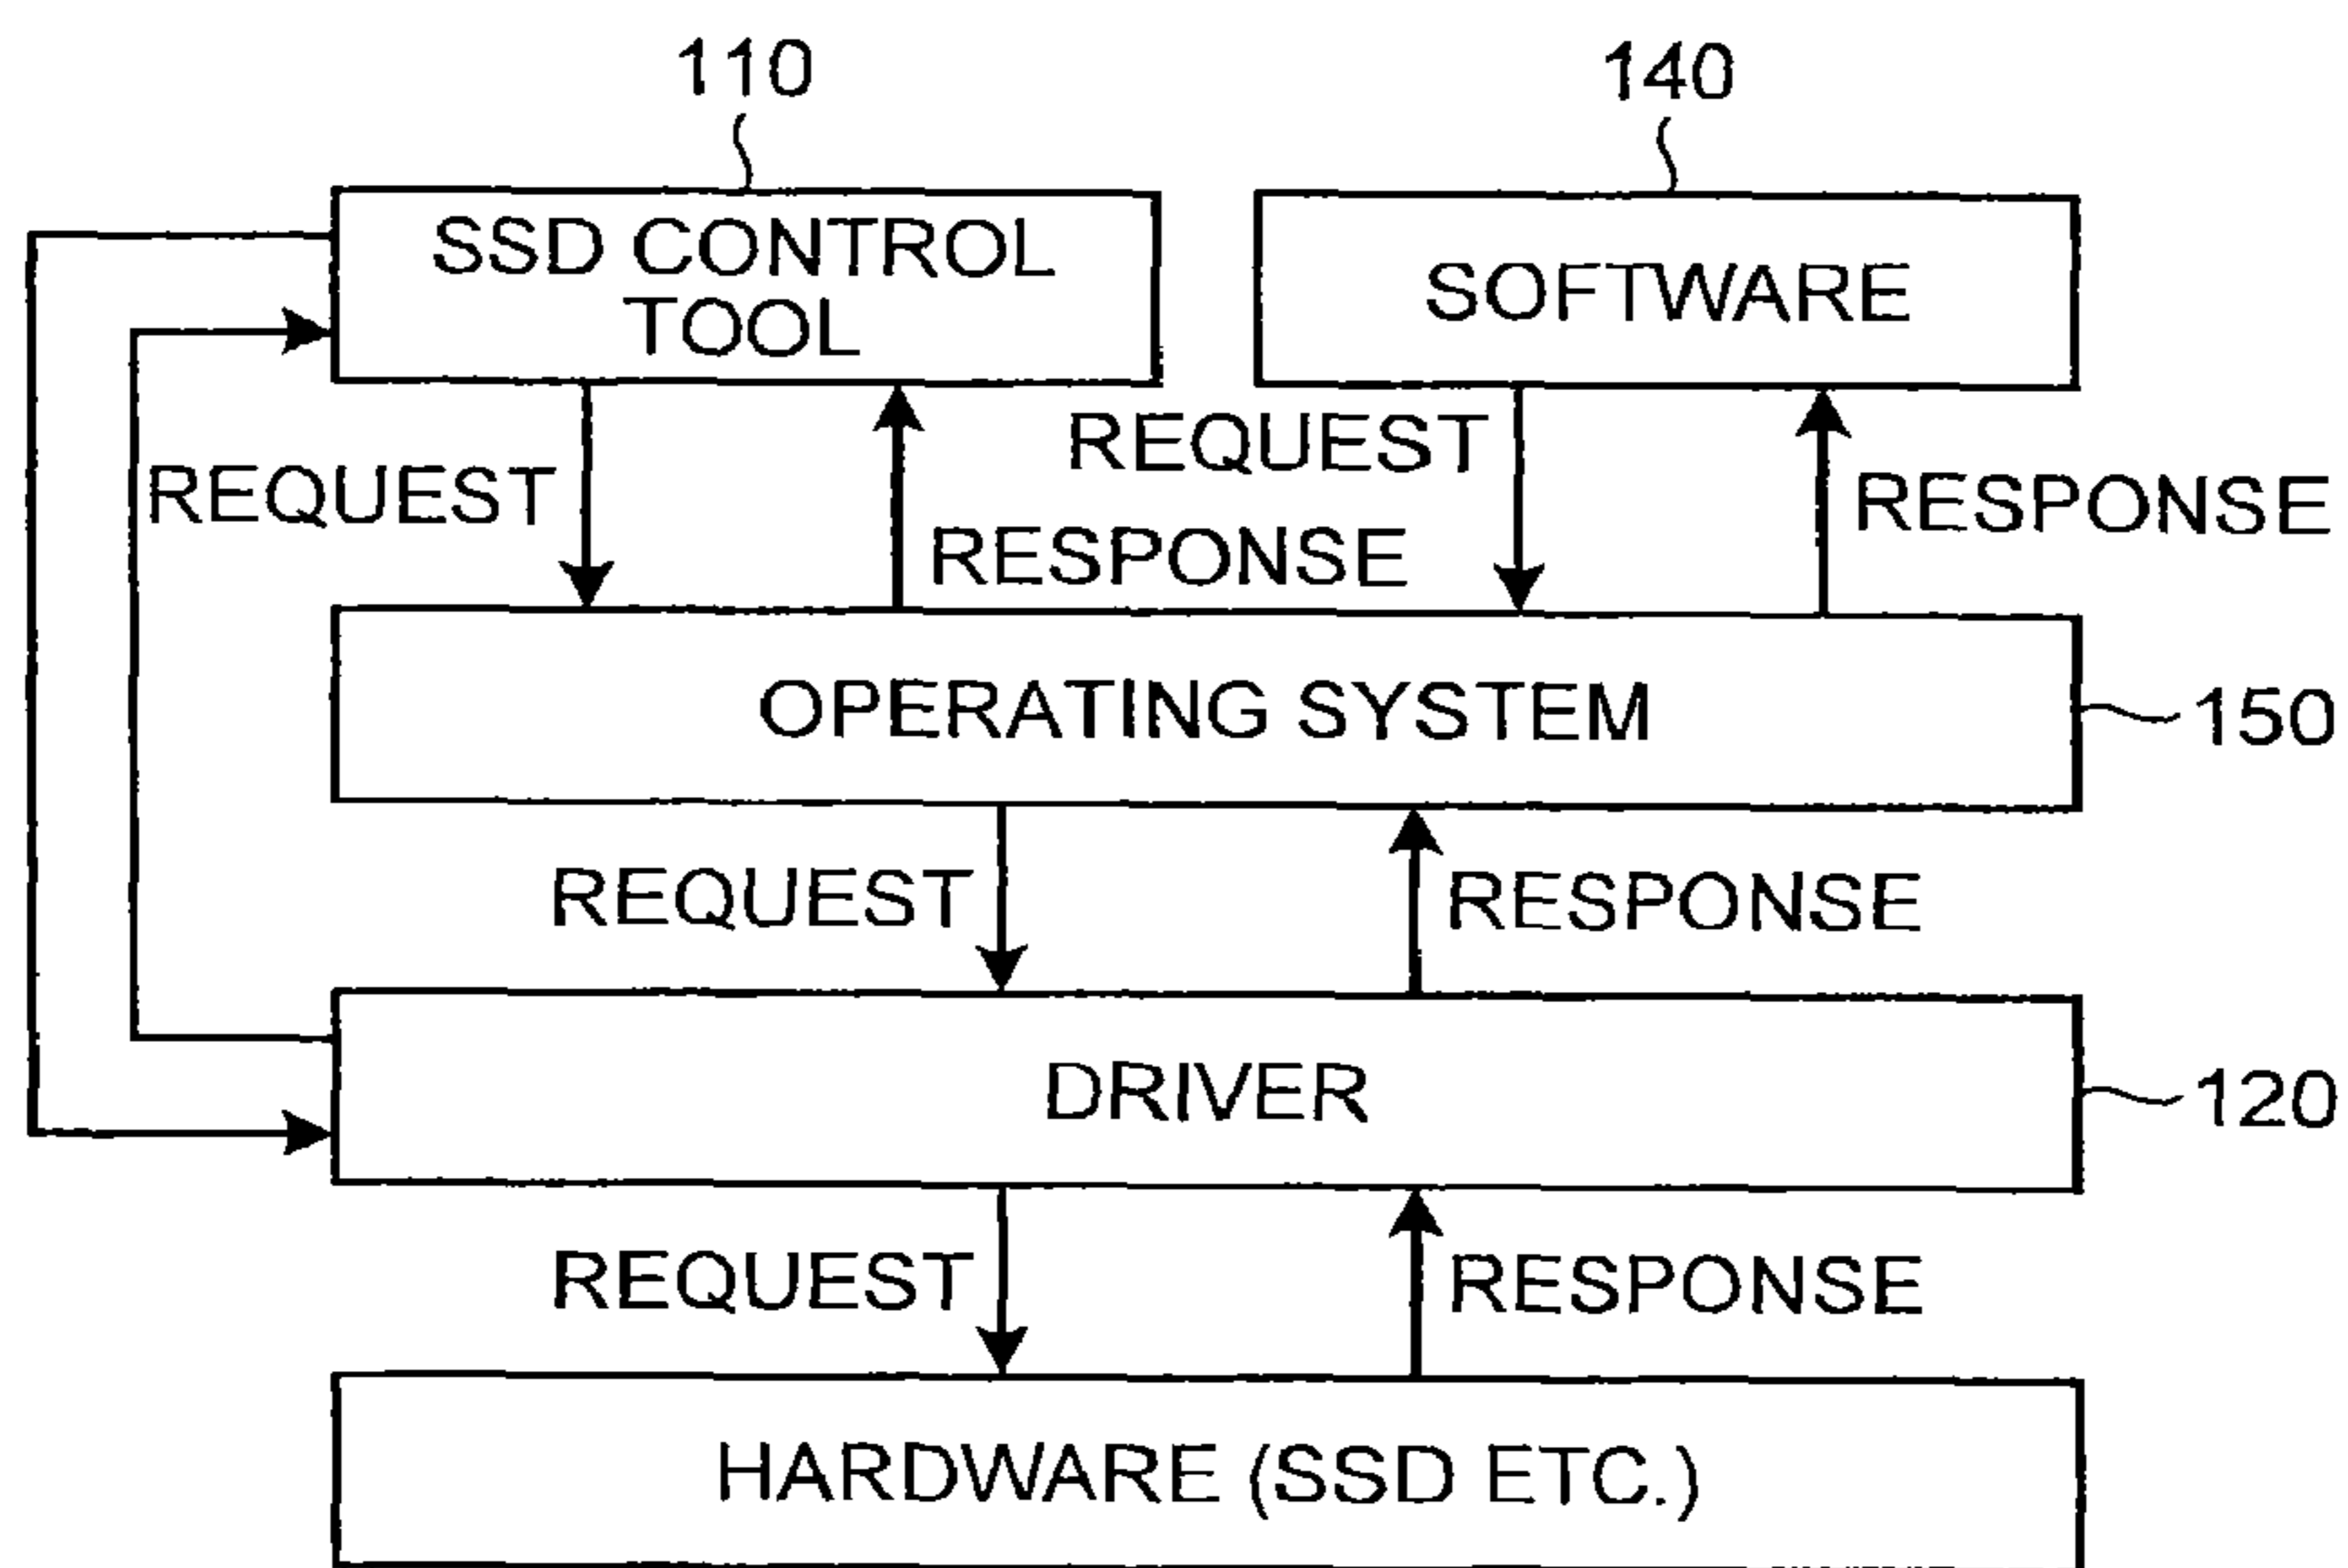 110
140
SSD CONTROL
TOOL
SOFTWARE
REQUEST
RESPONSE
REQUEST
RESPONSE
OPERATING SYSTEM
150
REQUEST
RESPONSE
DRIVER
120
REQUEST
RESPONSE
HARDWARE (SSD ETC.)